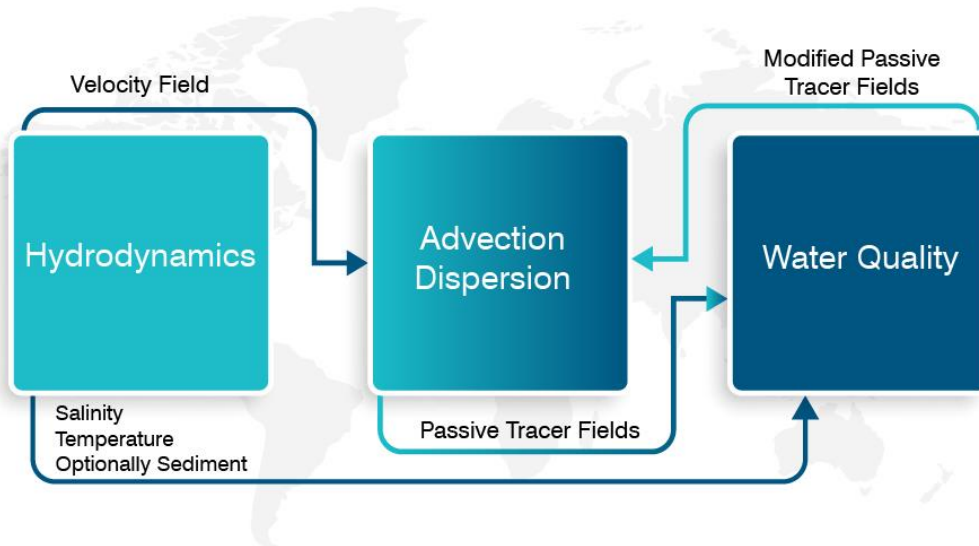 Velocity Field
Modified Passive
Tracer Fields
Hydrodynamics
Advection
Dispersion
Water Quality
Salinity
Temperature
Optionally Sediment
Passive Tracer Fields